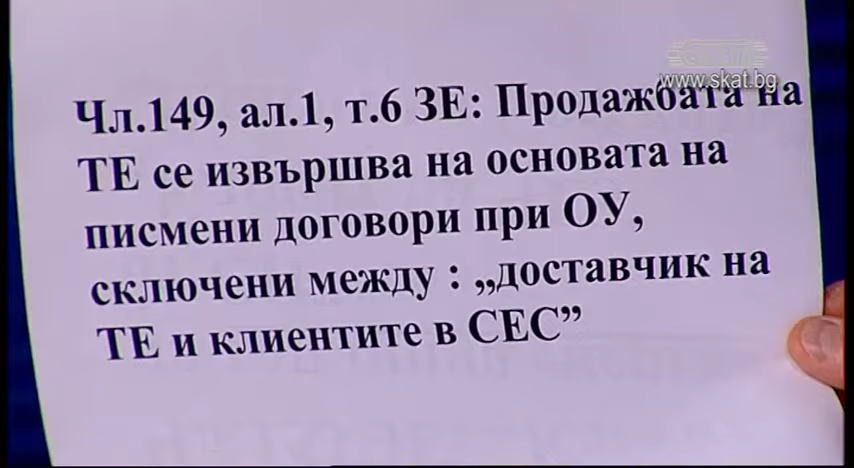 www.skat.bg
Чл.149, ал.1, т.6 ЗЕ: Продажбата на
ТЕ се извършва на основата на
писмени договори при ОУ,
сключени между : „доставчик на
ТЕ и клиентите в СЕС”